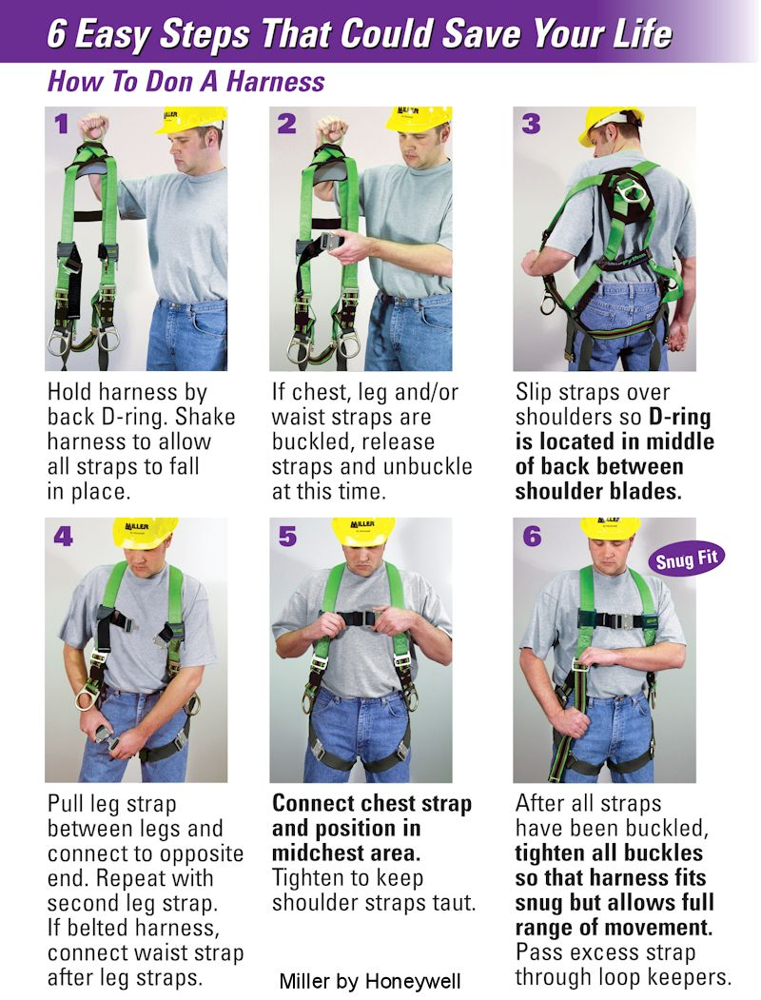 6 Easy Steps That Could Save Your Life
How To Don A Harness
1
MILLER
Hold harness by
back D-ring. Shake
harness to allow
all straps to fall
in place.
2
MILLER
If chest, leg and/or
waist straps are
buckled, release
straps and unbuckle
at this time.
3
Slip straps over
shoulders so D-ring
is located in middle
of back between
shoulder blades.
4
MILLER
Pull leg strap
between legs and
connect to opposite
end. Repeat with
second leg strap.
If belted harness,
connect waist strap
after leg straps.
5
MILLER
Connect chest strap
and position in
midchest area.
Tighten to keep
shoulder straps taut.
6
MILLER
Snug Fit
After all straps
have been buckled,
tighten all buckles
so that harness fits
snug but allows full
range of movement.
Pass excess strap
through loop keepers.
Miller by Honeywell